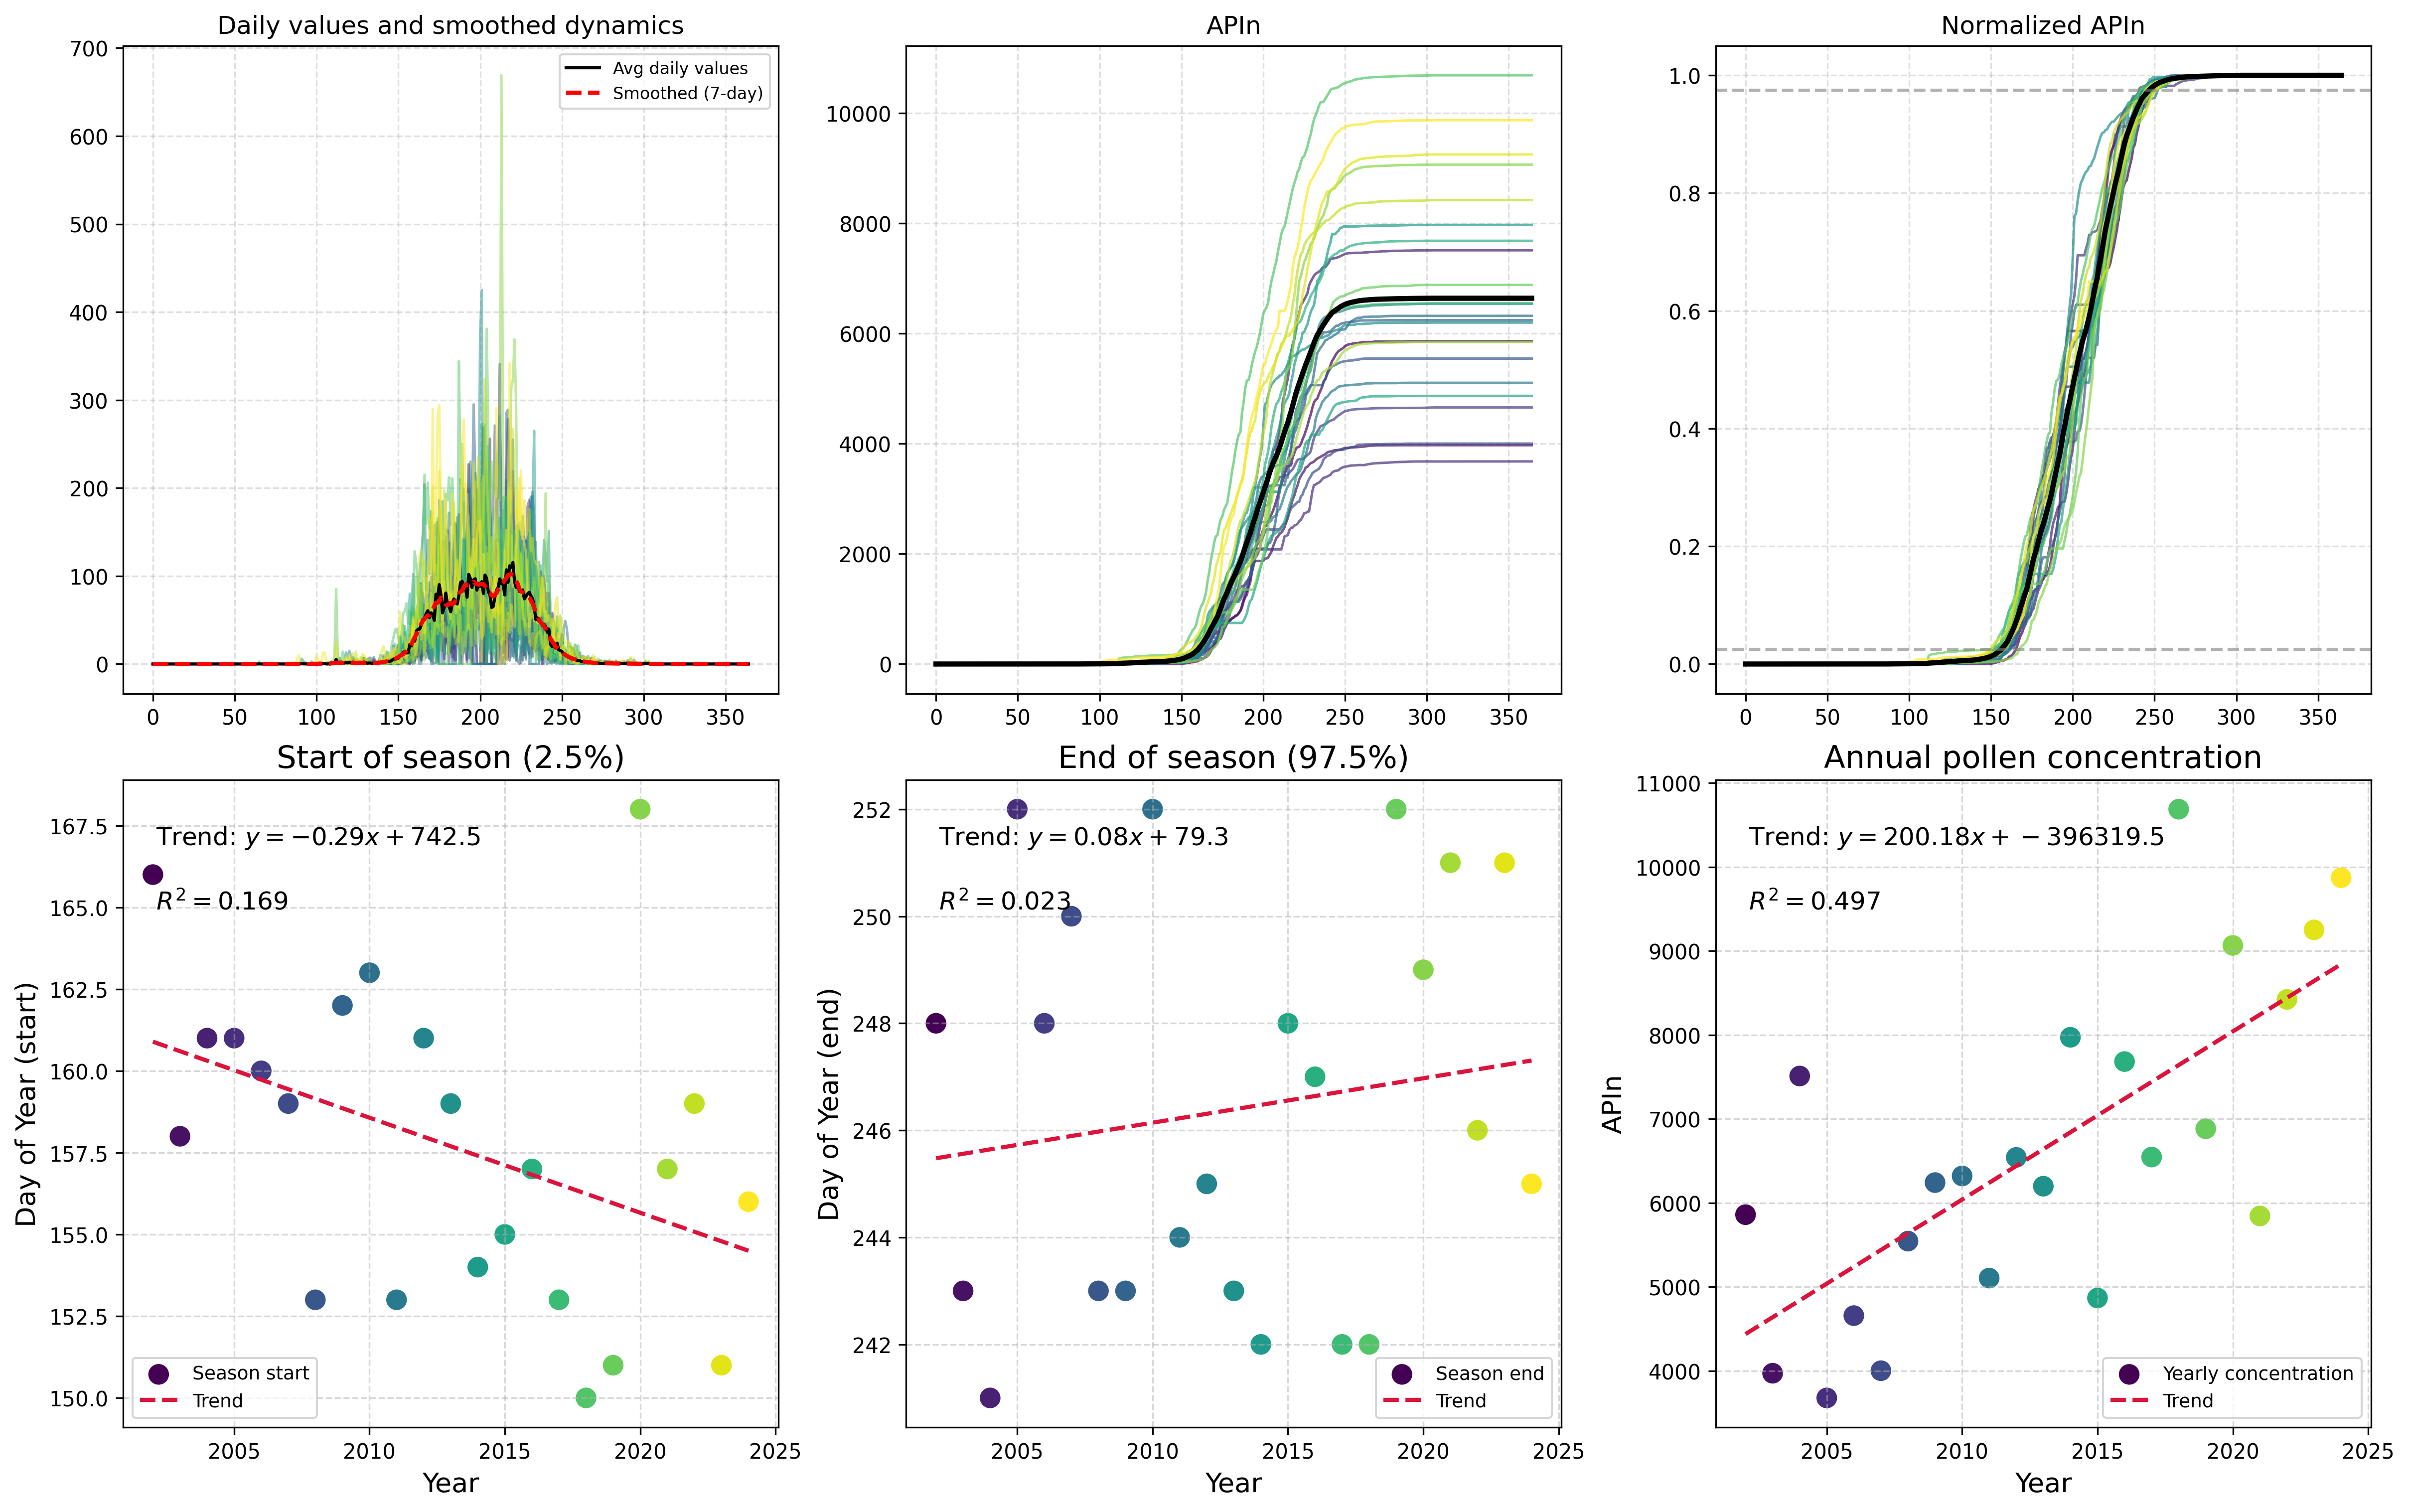 Daily values and smoothed dynamics
700
600
500
400
300
200
100
0
0 50 100 150 200 250 300 350
Avg daily values
Smoothed (7-day)
APIn
10000
8000
6000
4000
2000
0
0 50 100 150 200 250 300 350
Normalized APIn
1.0
0.8
0.6
0.4
0.2
0.0
0 50 100 150 200 250 300 350
Start of season (2.5%)
Day of Year (start)
167.5
165.0
162.5
160.0
157.5
155.0
152.5
150.0
Trend: y = −0.29x + 742.5
R² = 0.169
Season start
Trend
2005 2010 2015 2020 2025
Year
End of season (97.5%)
Day of Year (end)
252
250
248
246
244
242
Trend: y = 0.08x + 79.3
R² = 0.023
Season end
Trend
2005 2010 2015 2020 2025
Year
Annual pollen concentration
APIn
11000
10000
9000
8000
7000
6000
5000
4000
Trend: y = 200.18x + −396319.5
R² = 0.497
Yearly concentration
Trend
2005 2010 2015 2020 2025
Year